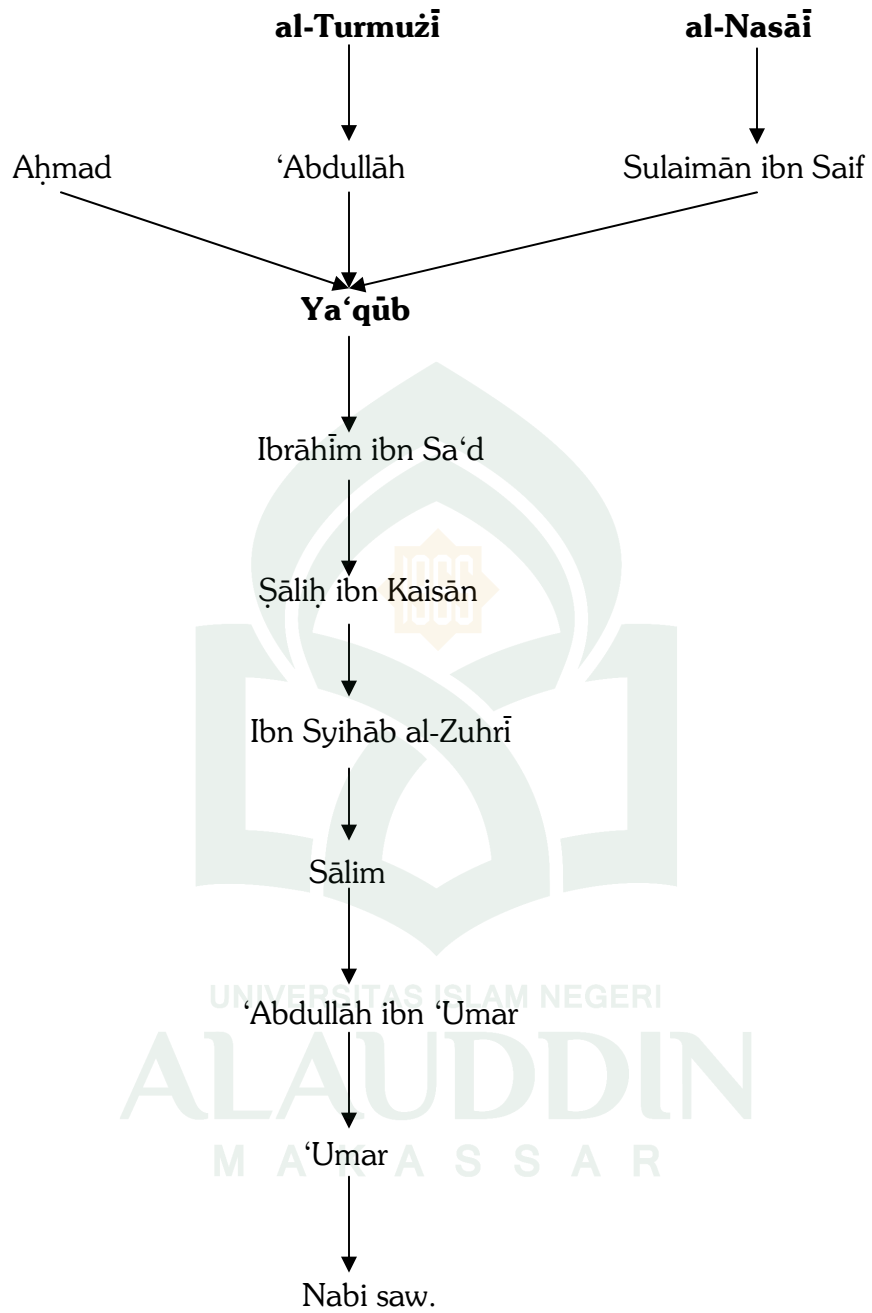 al-Turmużī al-Nasāī
Aḥmad ‘Abdullāh Sulaimān ibn Saif
Ya‘qūb
Ibrāhīm ibn Sa‘d
Ṣāliḥ ibn Kaisān
Ibn Syihāb al-Zuhrī
Sālim
UNIVERSITAS ISLAM NEGERI
‘Abdullāh ibn ‘Umar
ALAUDDIN
‘Umar
MAKASSAR
Nabi saw.